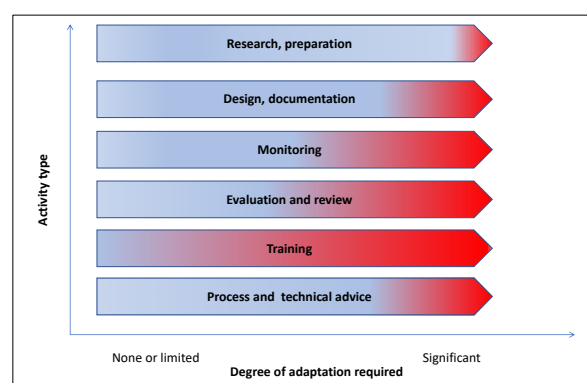 Research, preparation
Design, documentation
Monitoring
Evaluation and review
Training
Process and technical advice
Activity type
None or limited
Significant
Degree of adaptation required